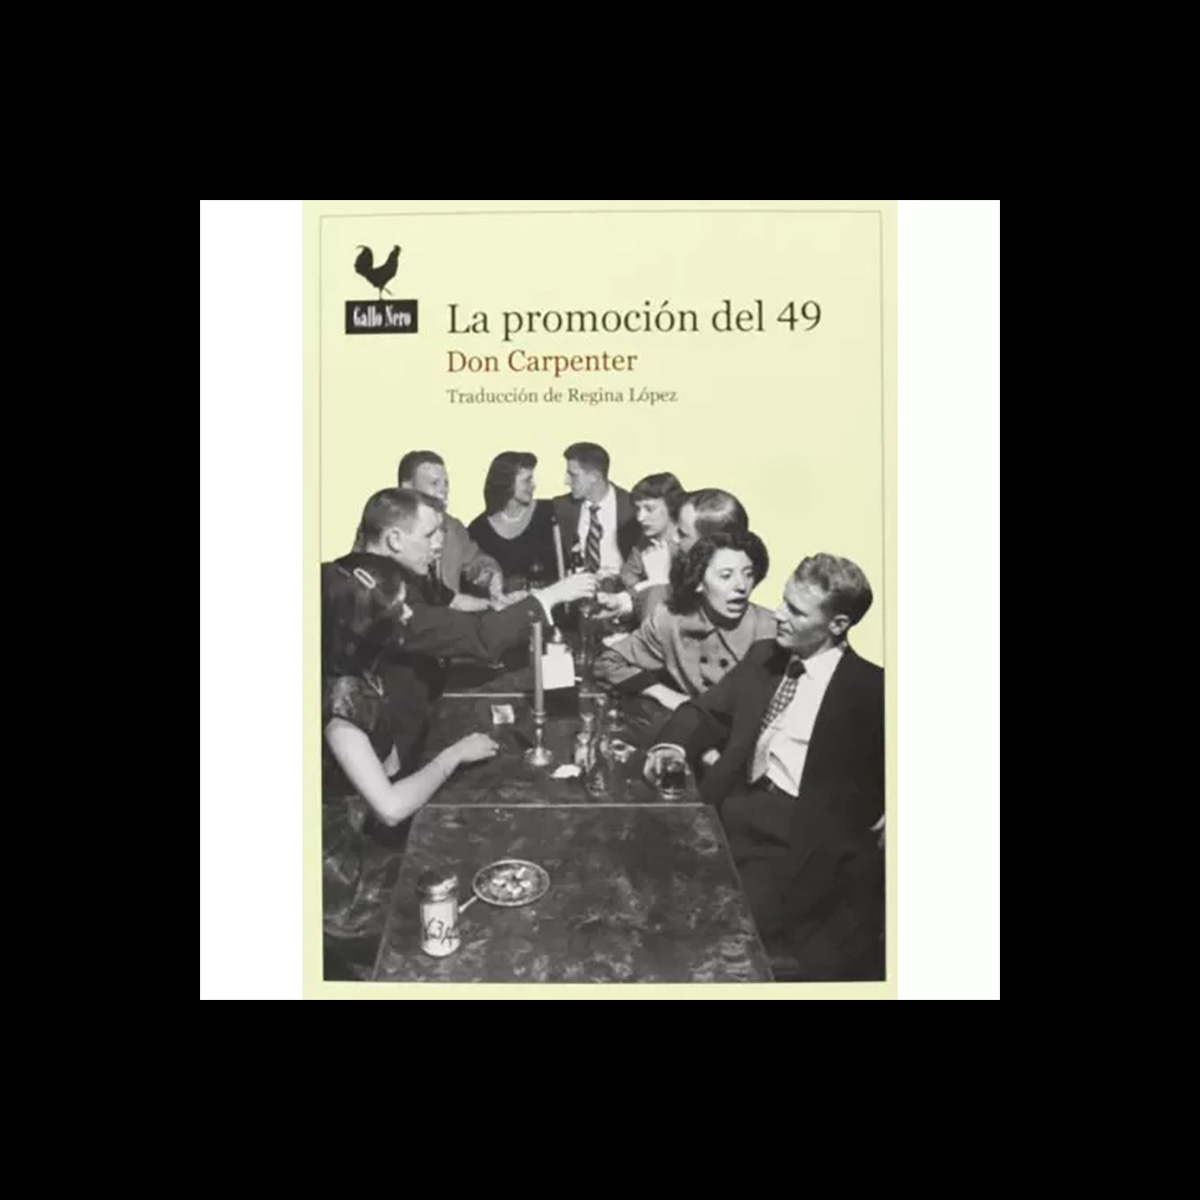 Gallo Nero
La promoción del 49
Don Carpenter
Traducción de Regina López